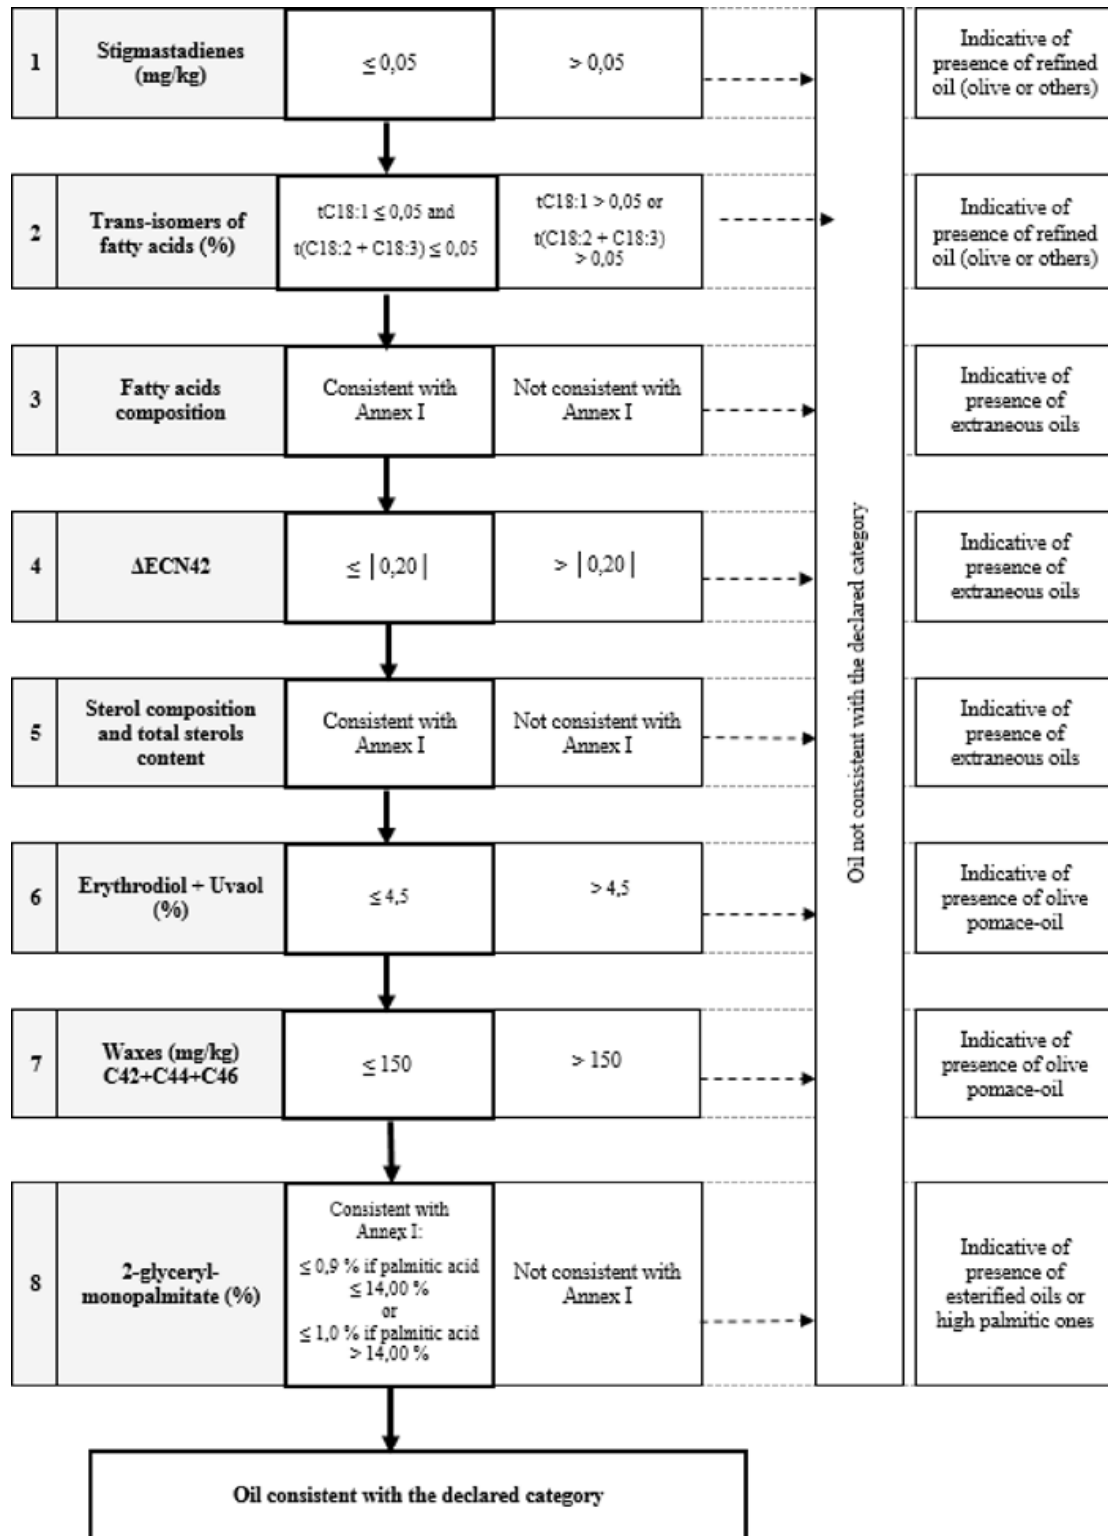 1
Stigmastadienes
(mg/kg)
≤ 0,05
> 0,05
Indicative of
presence of refined
oil (olive or others)
2
Trans-isomers of
fatty acids (%)
tC18:1 ≤ 0,05 and
t(C18:2 + C18:3) ≤ 0,05
tC18:1 > 0,05 or
t(C18:2 + C18:3)
> 0,05
Indicative of
presence of refined
oil (olive or others)
3
Fatty acids
composition
Consistent with
Annex I
Not consistent with
Annex I
Indicative of
presence of
extraneous oils
4
ΔECN42
≤ | 0,20 |
> | 0,20 |
Indicative of
presence of
extraneous oils
5
Sterol composition
and total sterols
content
Consistent with
Annex I
Not consistent with
Annex I
Indicative of
presence of
extraneous oils
6
Erythrodiol + Uvaol
(%)
≤ 4,5
> 4,5
Indicative of
presence of olive
pomace-oil
7
Waxes (mg/kg)
C42+C44+C46
≤ 150
> 150
Indicative of
presence of olive
pomace-oil
8
2-glyceryl-
monopalmitate (%)
Consistent with
Annex I:
≤ 0,9 % if palmitic acid
≤ 14,00 %
or
≤ 1,0 % if palmitic acid
> 14,00 %
Not consistent with
Annex I
Indicative of
presence of
esterified oils or
high palmitic ones
Oil not consistent with the declared category
Oil consistent with the declared category